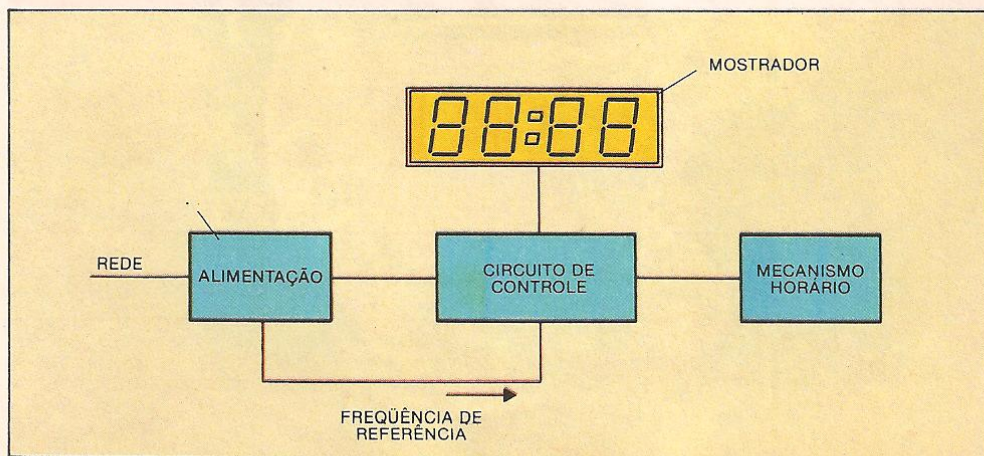 MOSTRADOR
88:88
REDE
ALIMENTAÇÃO
CIRCUITO DE
CONTROLE
MECANISMO
HORÁRIO
FREQÜÊNCIA DE
REFERÊNCIA